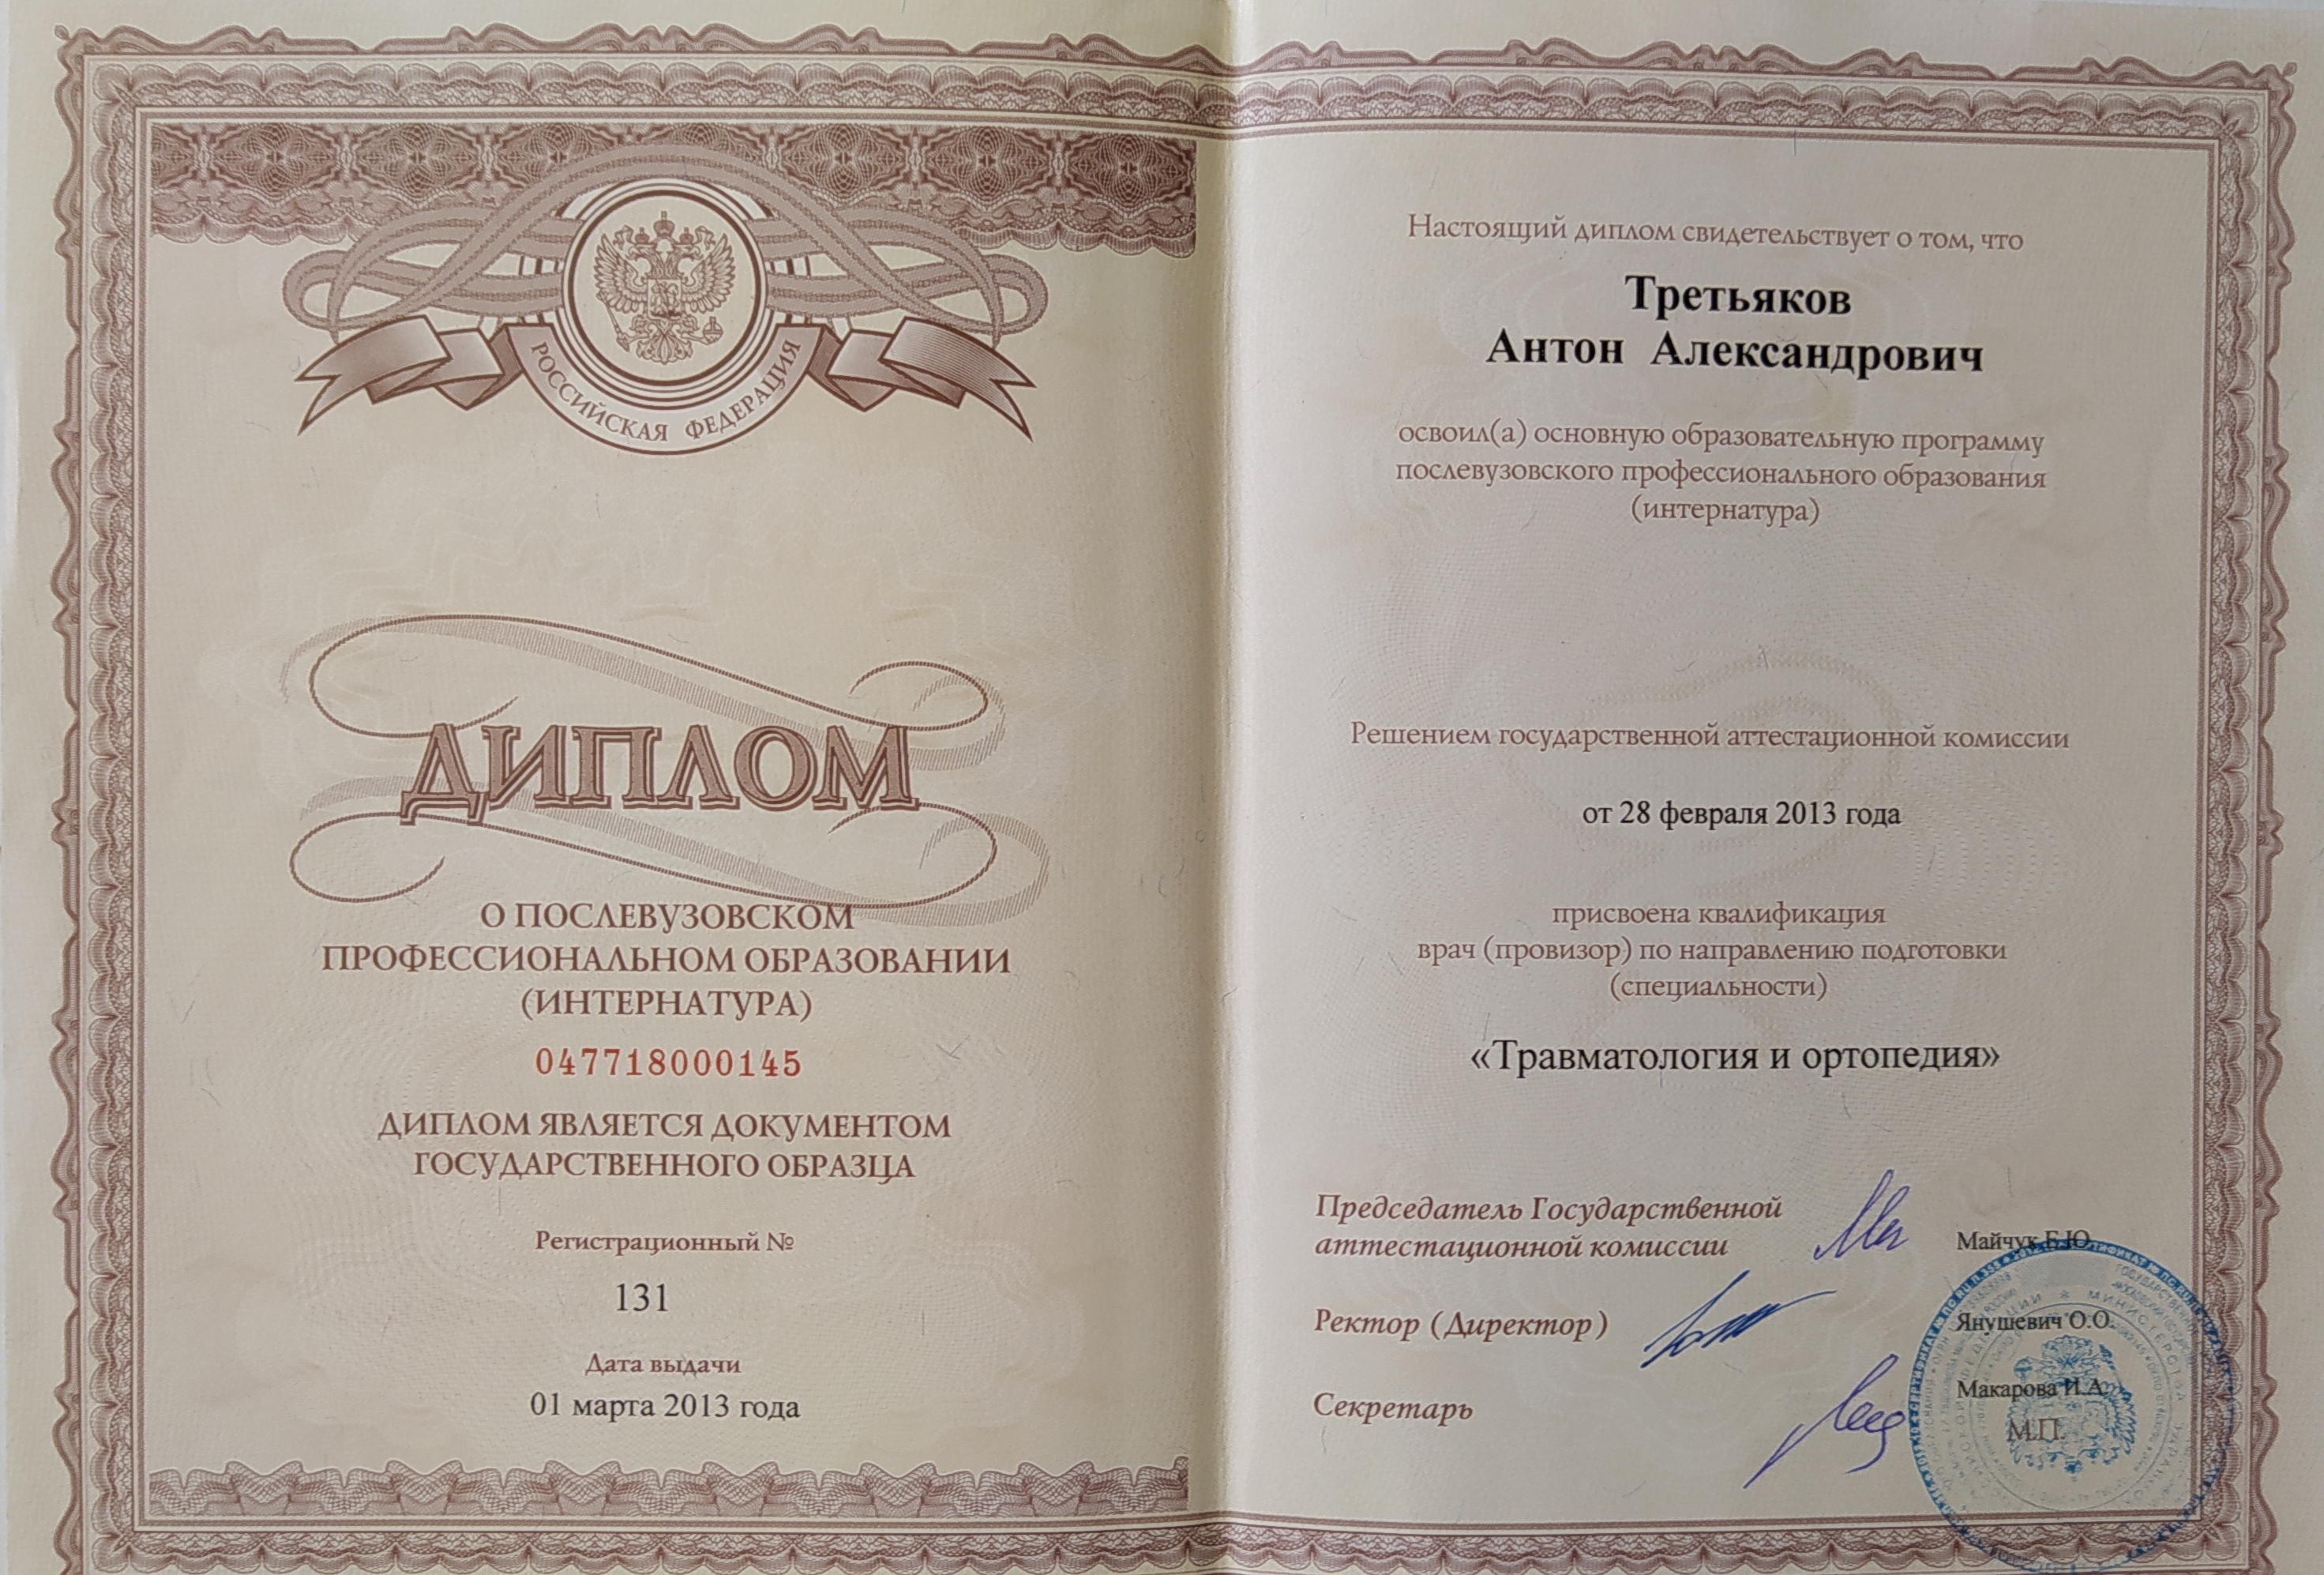 РОССИЙСКАЯ ФЕДЕРАЦИЯ
ДИПЛОМ
О ПОСЛЕВУЗОВСКОМ
ПРОФЕССИОНАЛЬНОМ ОБРАЗОВАНИИ
(ИНТЕРНАТУРА)
047718000145
ДИПЛОМ ЯВЛЯЕТСЯ ДОКУМЕНТОМ
ГОСУДАРСТВЕННОГО ОБРАЗЦА
Регистрационный №
131
Дата выдачи
01 марта 2013 года
Настоящий диплом свидетельствует о том, что
Третьяков
Антон Александрович
освоил(а) основную образовательную программу
послевузовского профессионального образования
(интернатура)
Решением государственной аттестационной комиссии
от 28 февраля 2013 года
присвоена квалификация
врач (провизор) по направлению подготовки
(специальности)
«Травматология и ортопедия»
Председатель Государственной
аттестационной комиссии Майчук Е.Ю.
Ректор (Директор) Янушевич О.О.
Секретарь Макарова И.А.
М.П.